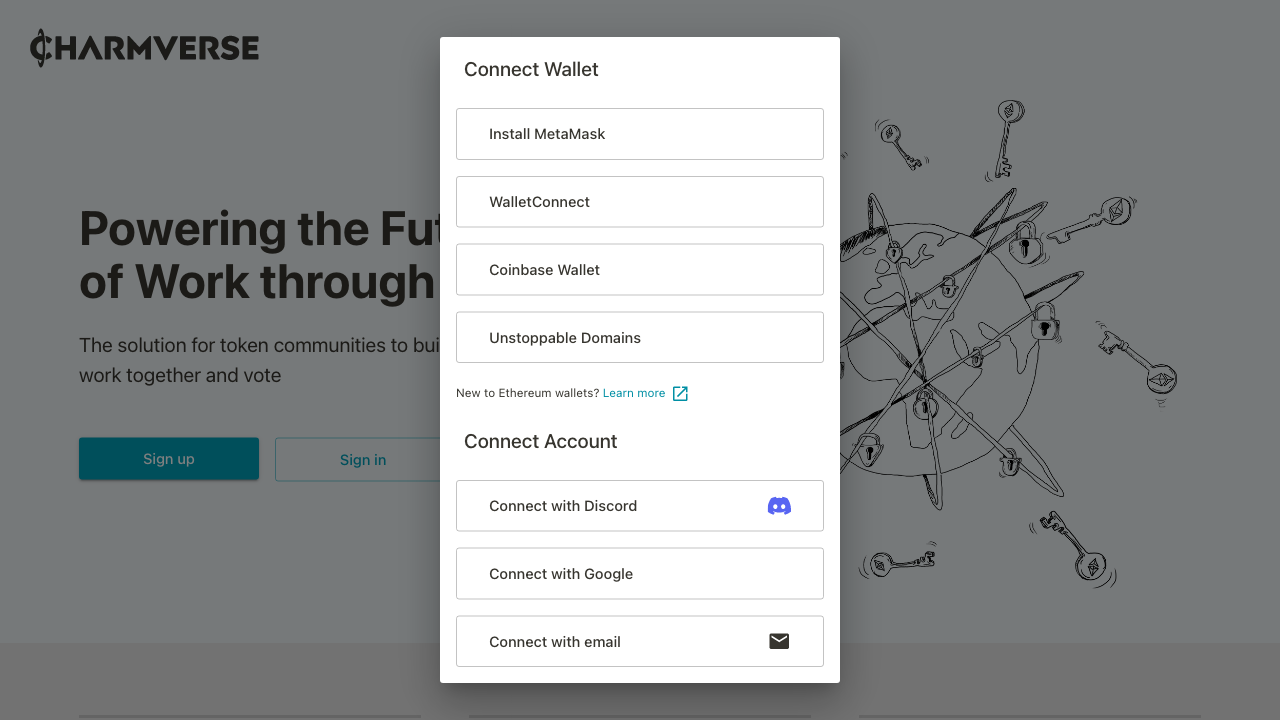 CHARMVERSE
Connect Wallet
Install MetaMask
WalletConnect
Coinbase Wallet
Unstoppable Domains
New to Ethereum wallets? Learn more
Connect Account
Connect with Discord
Connect with Google
Connect with email
Powering the
of Work through
The solution for token communities to
work together and vote
Sign up
Sign in